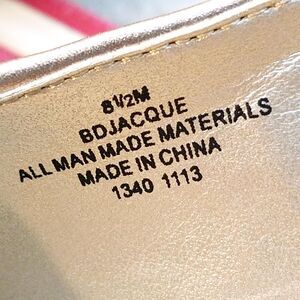 8½M
BDJACQUE
ALL MAN MADE MATERIALS
MADE IN CHINA
1340 1113